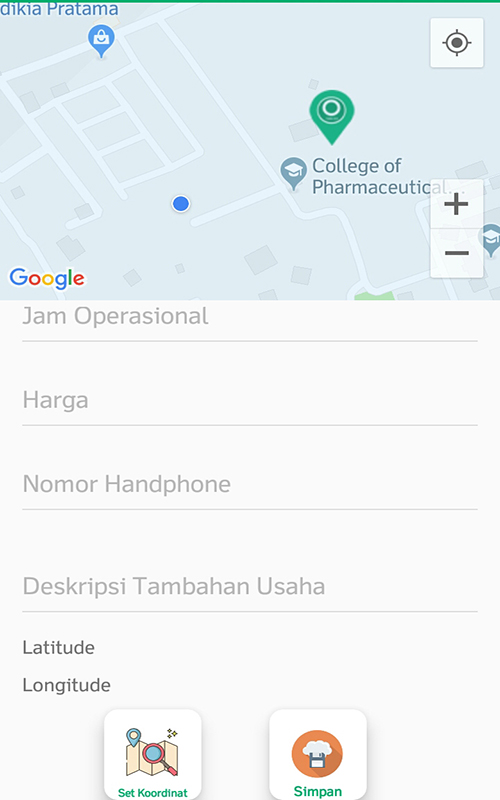 dikia Pratama
College of
Pharmaceutical...
Google
Jam Operasional
Harga
Nomor Handphone
Deskripsi Tambahan Usaha
Latitude
Longitude
Set Koordinat
Simpan